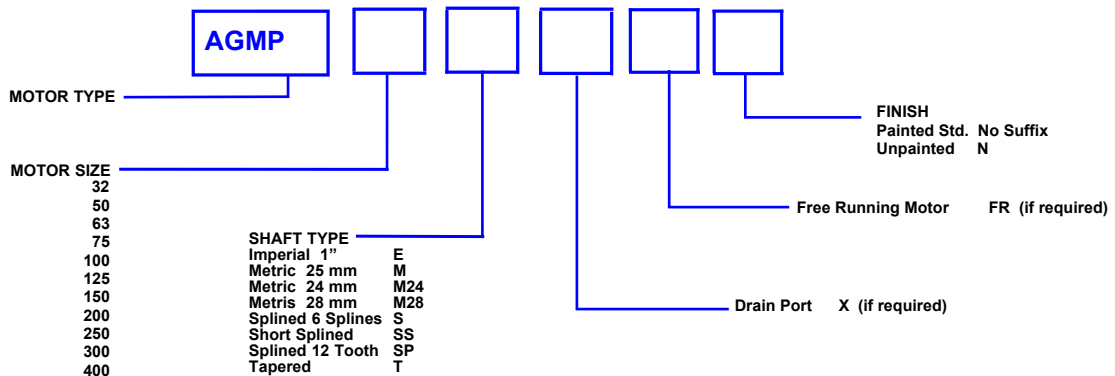 AGMP
MOTOR TYPE
FINISH
Painted Std. No Suffix
Unpainted N
MOTOR SIZE
32
50
63
75
100
125
150
200
250
300
400
Free Running Motor FR (if required)
SHAFT TYPE
Imperial 1” E
Metric 25 mm M
Metric 24 mm M24
Metris 28 mm M28
Splined 6 Splines S
Short Splined SS
Splined 12 Tooth SP
Tapered T
Drain Port X (if required)